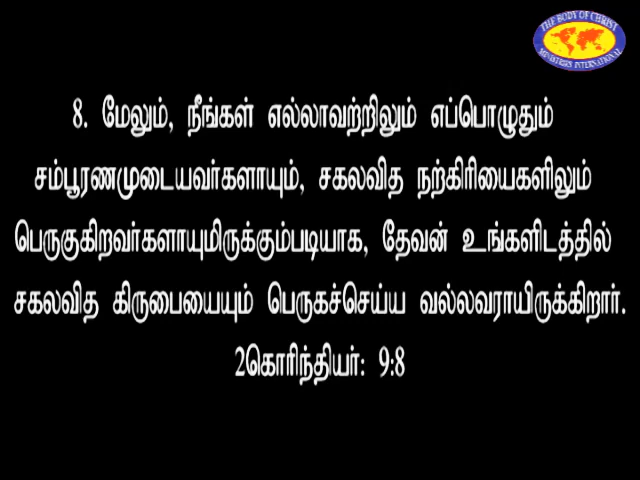 THE BODY OF CHRIST
MINISTRIES INTERNATIONAL
8. மேலும், நீங்கள் எல்லாவற்றிலும் எப்பொழுதும்
சம்பூரணமுடையவர்களாயும், சகலவித நற்கிரியைகளிலும்
பெருகுகிறவர்களாயுமிருக்கும்படியாக, தேவன் உங்களிடத்தில்
சகலவித கிருபையையும் பெருகச்செய்ய வல்லவராயிருக்கிறார்.
2கொரிந்தியர்: 9:8